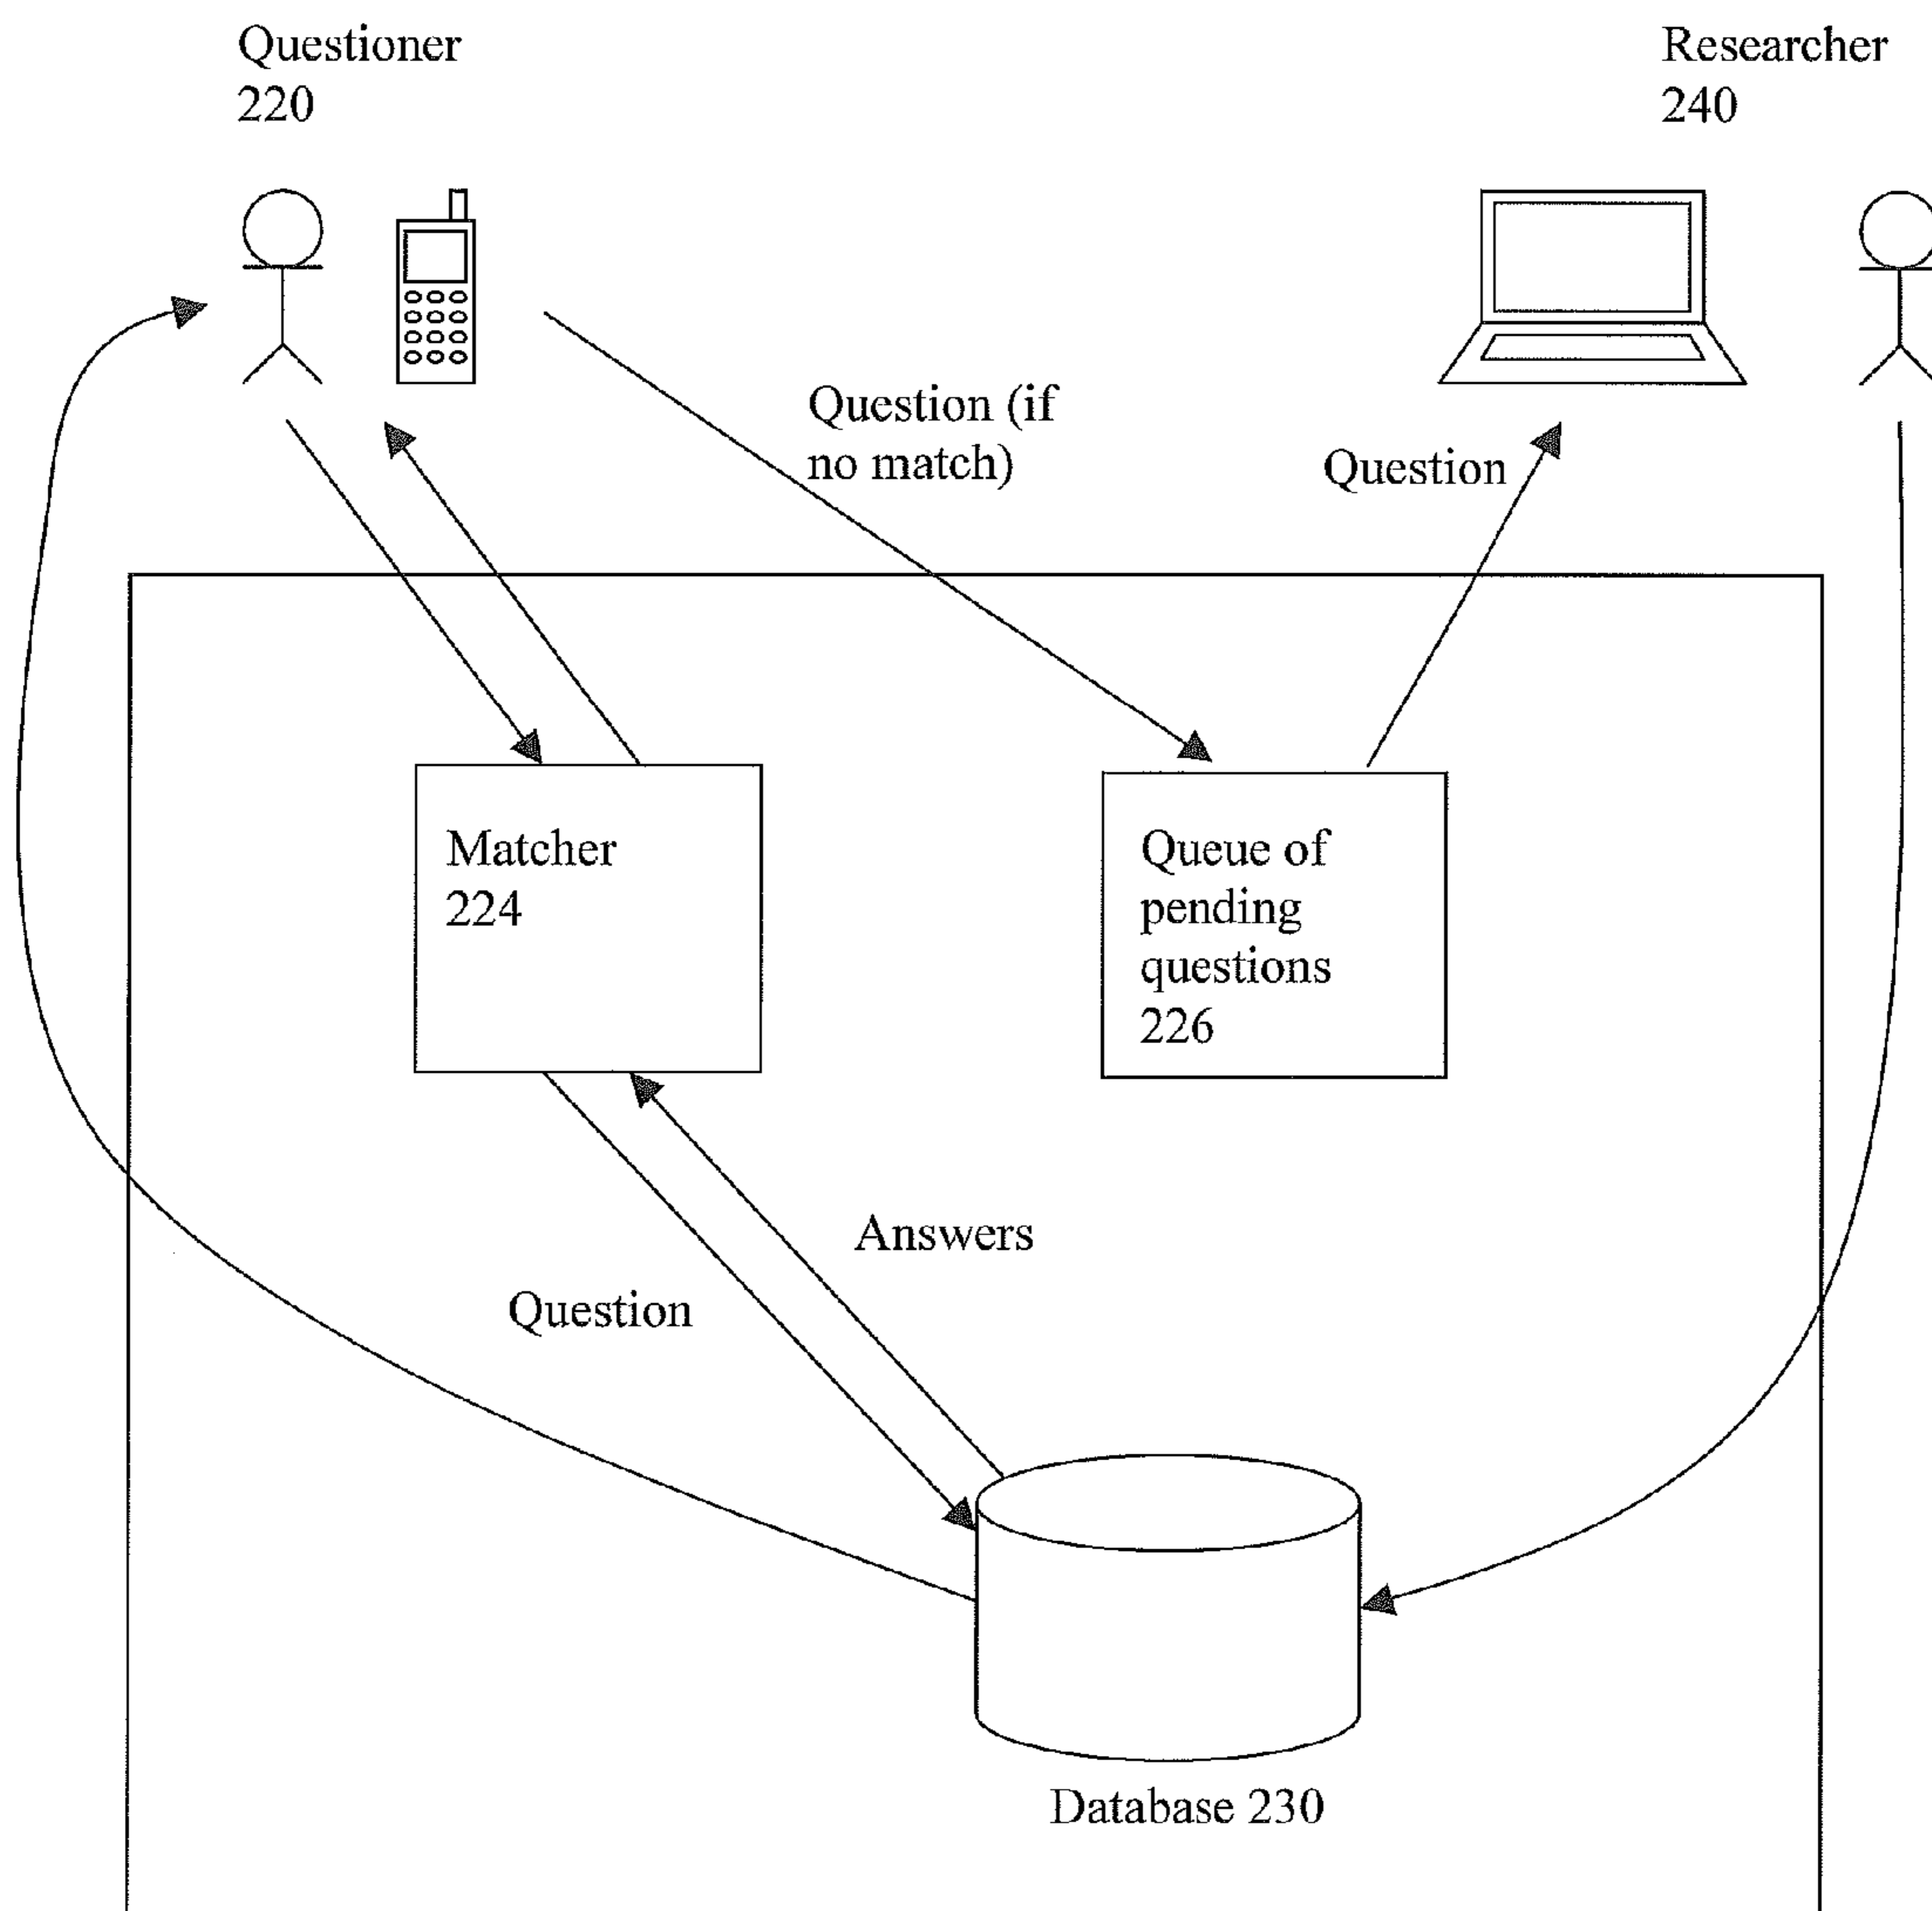 Questioner
220
Researcher
240
Question (if
no match)
Question
Matcher
224
Queue of
pending
questions
226
Answers
Question
Database 230